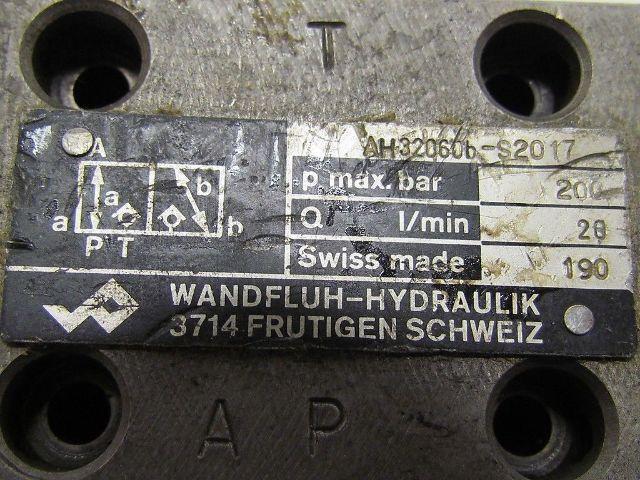 T
AH32060b-S2017
p max. bar 200
Q l/min 20
Swiss made 190
A
a b
a b
P T
WANDFLUH-HYDRAULIK
3714 FRUTIGEN SCHWEIZ
A P